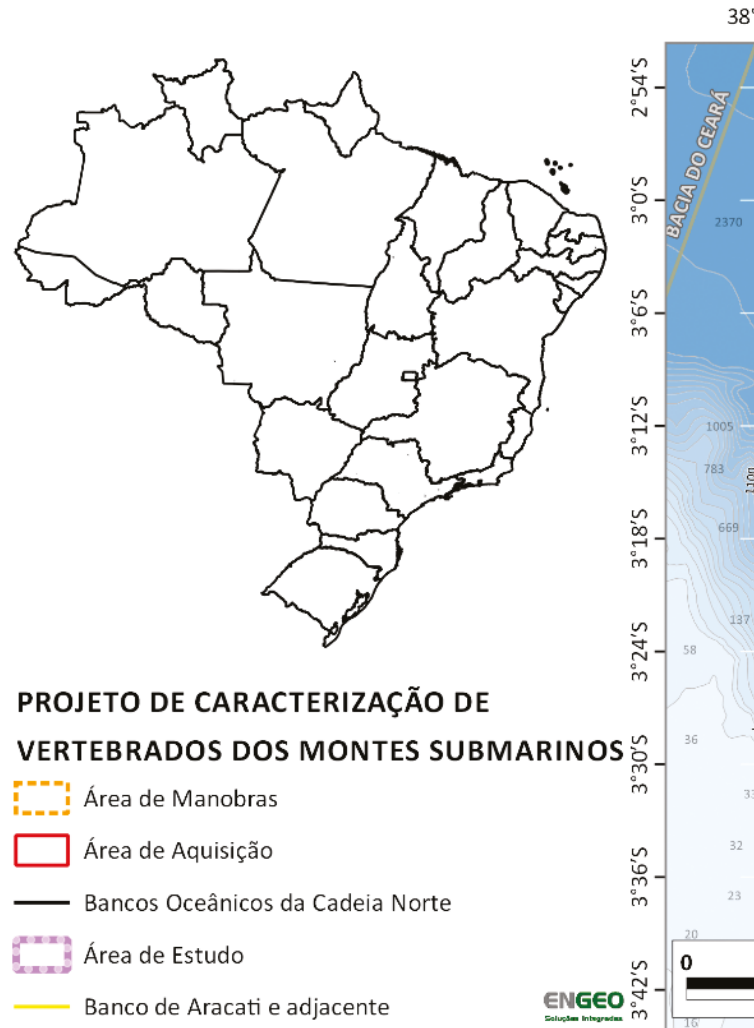 38°
2°54'S
3°0'S
3°6'S
3°12'S
3°18'S
3°24'S
3°30'S
3°36'S
3°42'S
BACIA DO CEARÁ
2370
1005
783
669
137
58
36
33
32
23
20
16
0
PROJETO DE CARACTERIZAÇÃO DE
VERTEBRADOS DOS MONTES SUBMARINOS
Área de Manobras
Área de Aquisição
Bancos Oceânicos da Cadeia Norte
Área de Estudo
Banco de Aracati e adjacente
ENGEO
Soluções Integradas